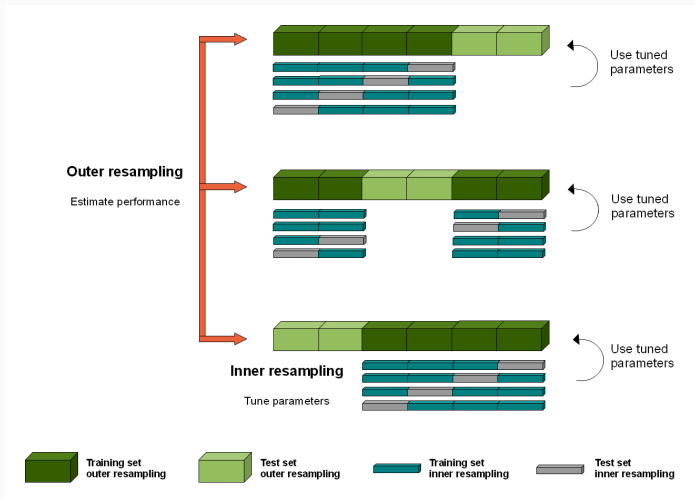 Use tuned
parameters
Outer resampling
Estimate performance
Use tuned
parameters
Inner resampling
Tune parameters
Use tuned
parameters
Training set
outer resampling
Test set
outer resampling
Training set
inner resampling
Test set
inner resampling